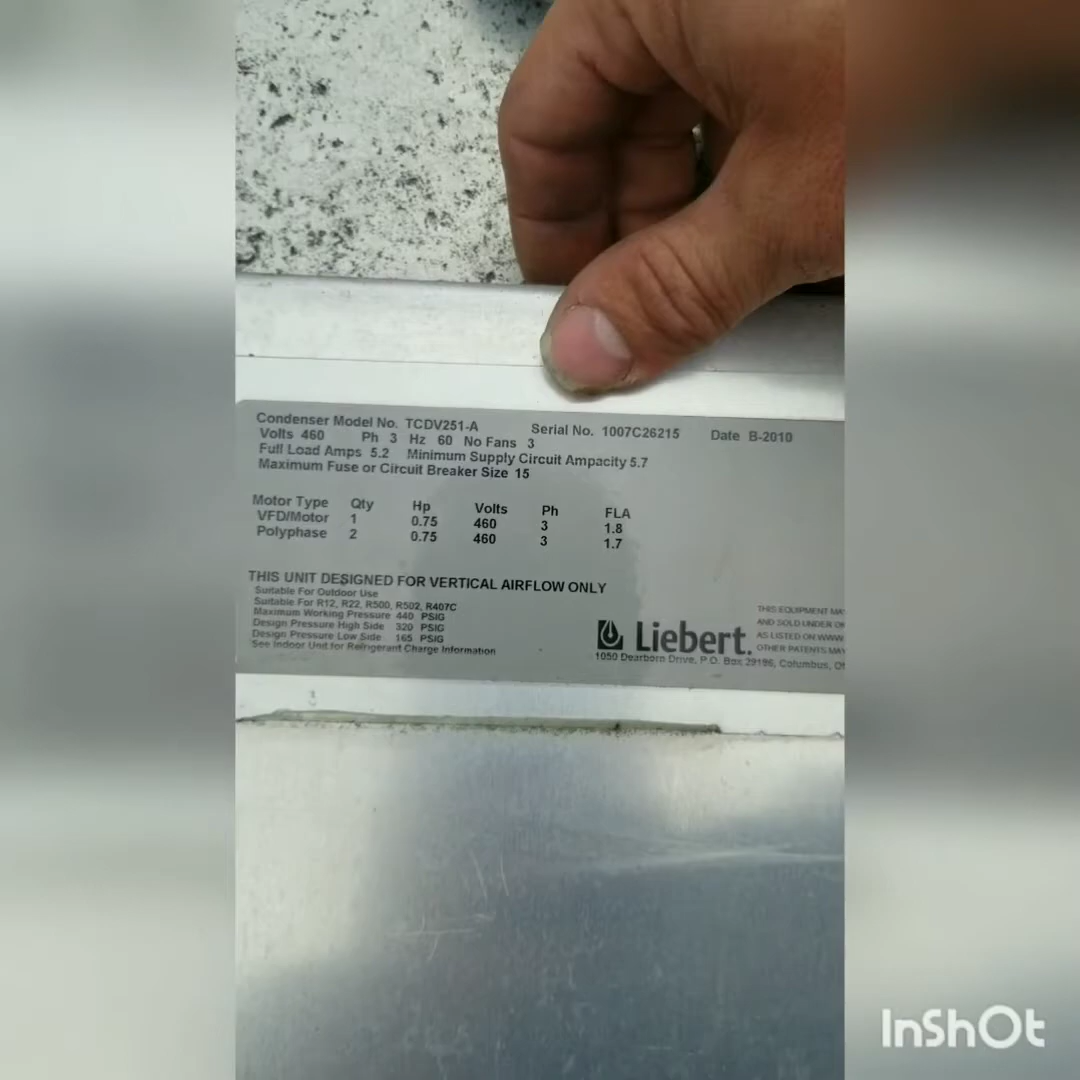 Condenser Model No. TCDV251-A Serial No. 1007C26215 Date B-2010
Volts 460 Ph 3 Hz 60 No Fans 3
Full Load Amps 5.2 Minimum Supply Circuit Ampacity 5.7
Maximum Fuse or Circuit Breaker Size 15
Motor Type Qty Hp Volts Ph FLA
VFD/Motor 1 0.75 460 3 1.8
Polyphase 2 0.75 460 3 1.7
THIS UNIT DESIGNED FOR VERTICAL AIRFLOW ONLY
Suitable For Outdoor Use
Suitable For R12, R22, R500, R502, R407C
Maximum Working Pressure 440 PSIG
Design Pressure High Side 320 PSIG
Design Pressure Low Side 165 PSIG
See Indoor Unit for Refrigerant Charge Information
Liebert.
1050 Dearborn Drive, P.O. Box 29186, Columbus,
THIS EQUIPMENT
AND SOLD UNDER
AS LISTED ON WWW
OTHER PATENTS MAY
InShOt